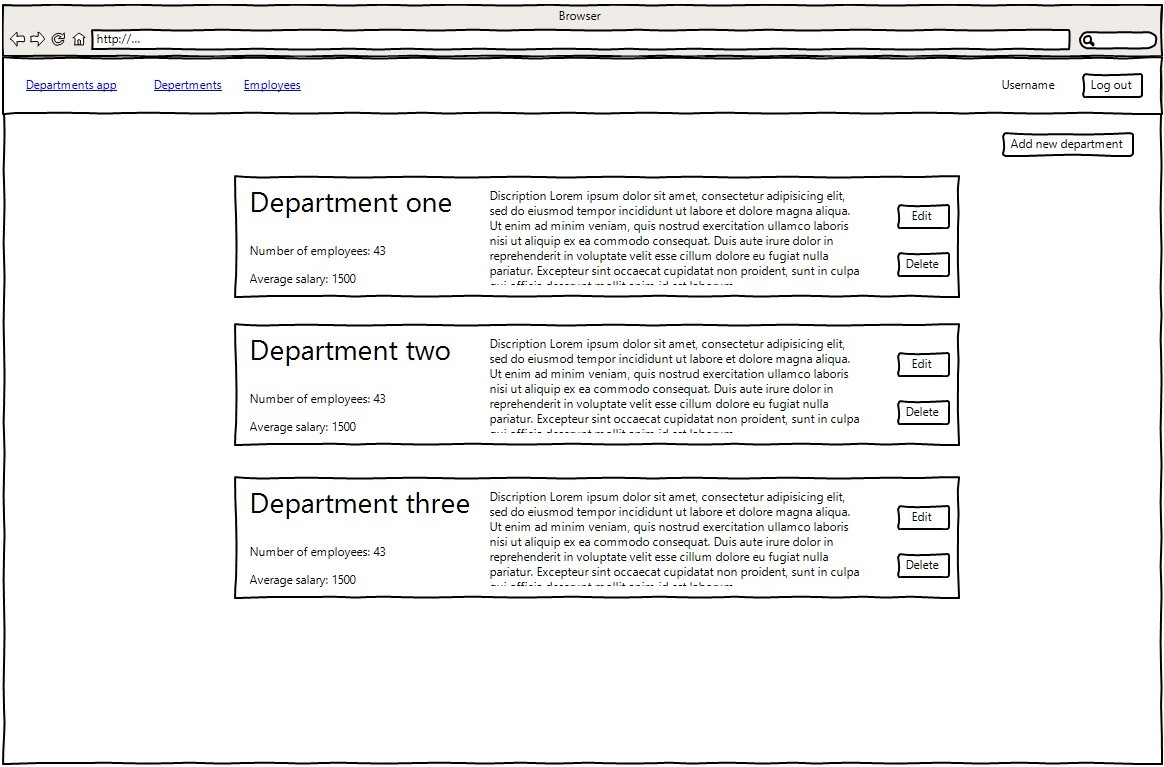 Browser
http://...
Departments app Depertments Employees Username Log out
Add new department
Department one
Number of employees: 43
Average salary: 1500
Discription Lorem ipsum dolor sit amet, consectetur adipisicing elit,
sed do eiusmod tempor incididunt ut labore et dolore magna aliqua.
Ut enim ad minim veniam, quis nostrud exercitation ullamco laboris
nisi ut aliquip ex ea commodo consequat. Duis aute irure dolor in
reprehenderit in voluptate velit esse cillum dolore eu fugiat nulla
pariatur. Excepteur sint occaecat cupidatat non proident, sunt in culpa
Edit
Delete
Department two
Number of employees: 43
Average salary: 1500
Discription Lorem ipsum dolor sit amet, consectetur adipisicing elit,
sed do eiusmod tempor incididunt ut labore et dolore magna aliqua.
Ut enim ad minim veniam, quis nostrud exercitation ullamco laboris
nisi ut aliquip ex ea commodo consequat. Duis aute irure dolor in
reprehenderit in voluptate velit esse cillum dolore eu fugiat nulla
pariatur. Excepteur sint occaecat cupidatat non proident, sunt in culpa
Edit
Delete
Department three
Number of employees: 43
Average salary: 1500
Discription Lorem ipsum dolor sit amet, consectetur adipisicing elit,
sed do eiusmod tempor incididunt ut labore et dolore magna aliqua.
Ut enim ad minim veniam, quis nostrud exercitation ullamco laboris
nisi ut aliquip ex ea commodo consequat. Duis aute irure dolor in
reprehenderit in voluptate velit esse cillum dolore eu fugiat nulla
pariatur. Excepteur sint occaecat cupidatat non proident, sunt in culpa
Edit
Delete